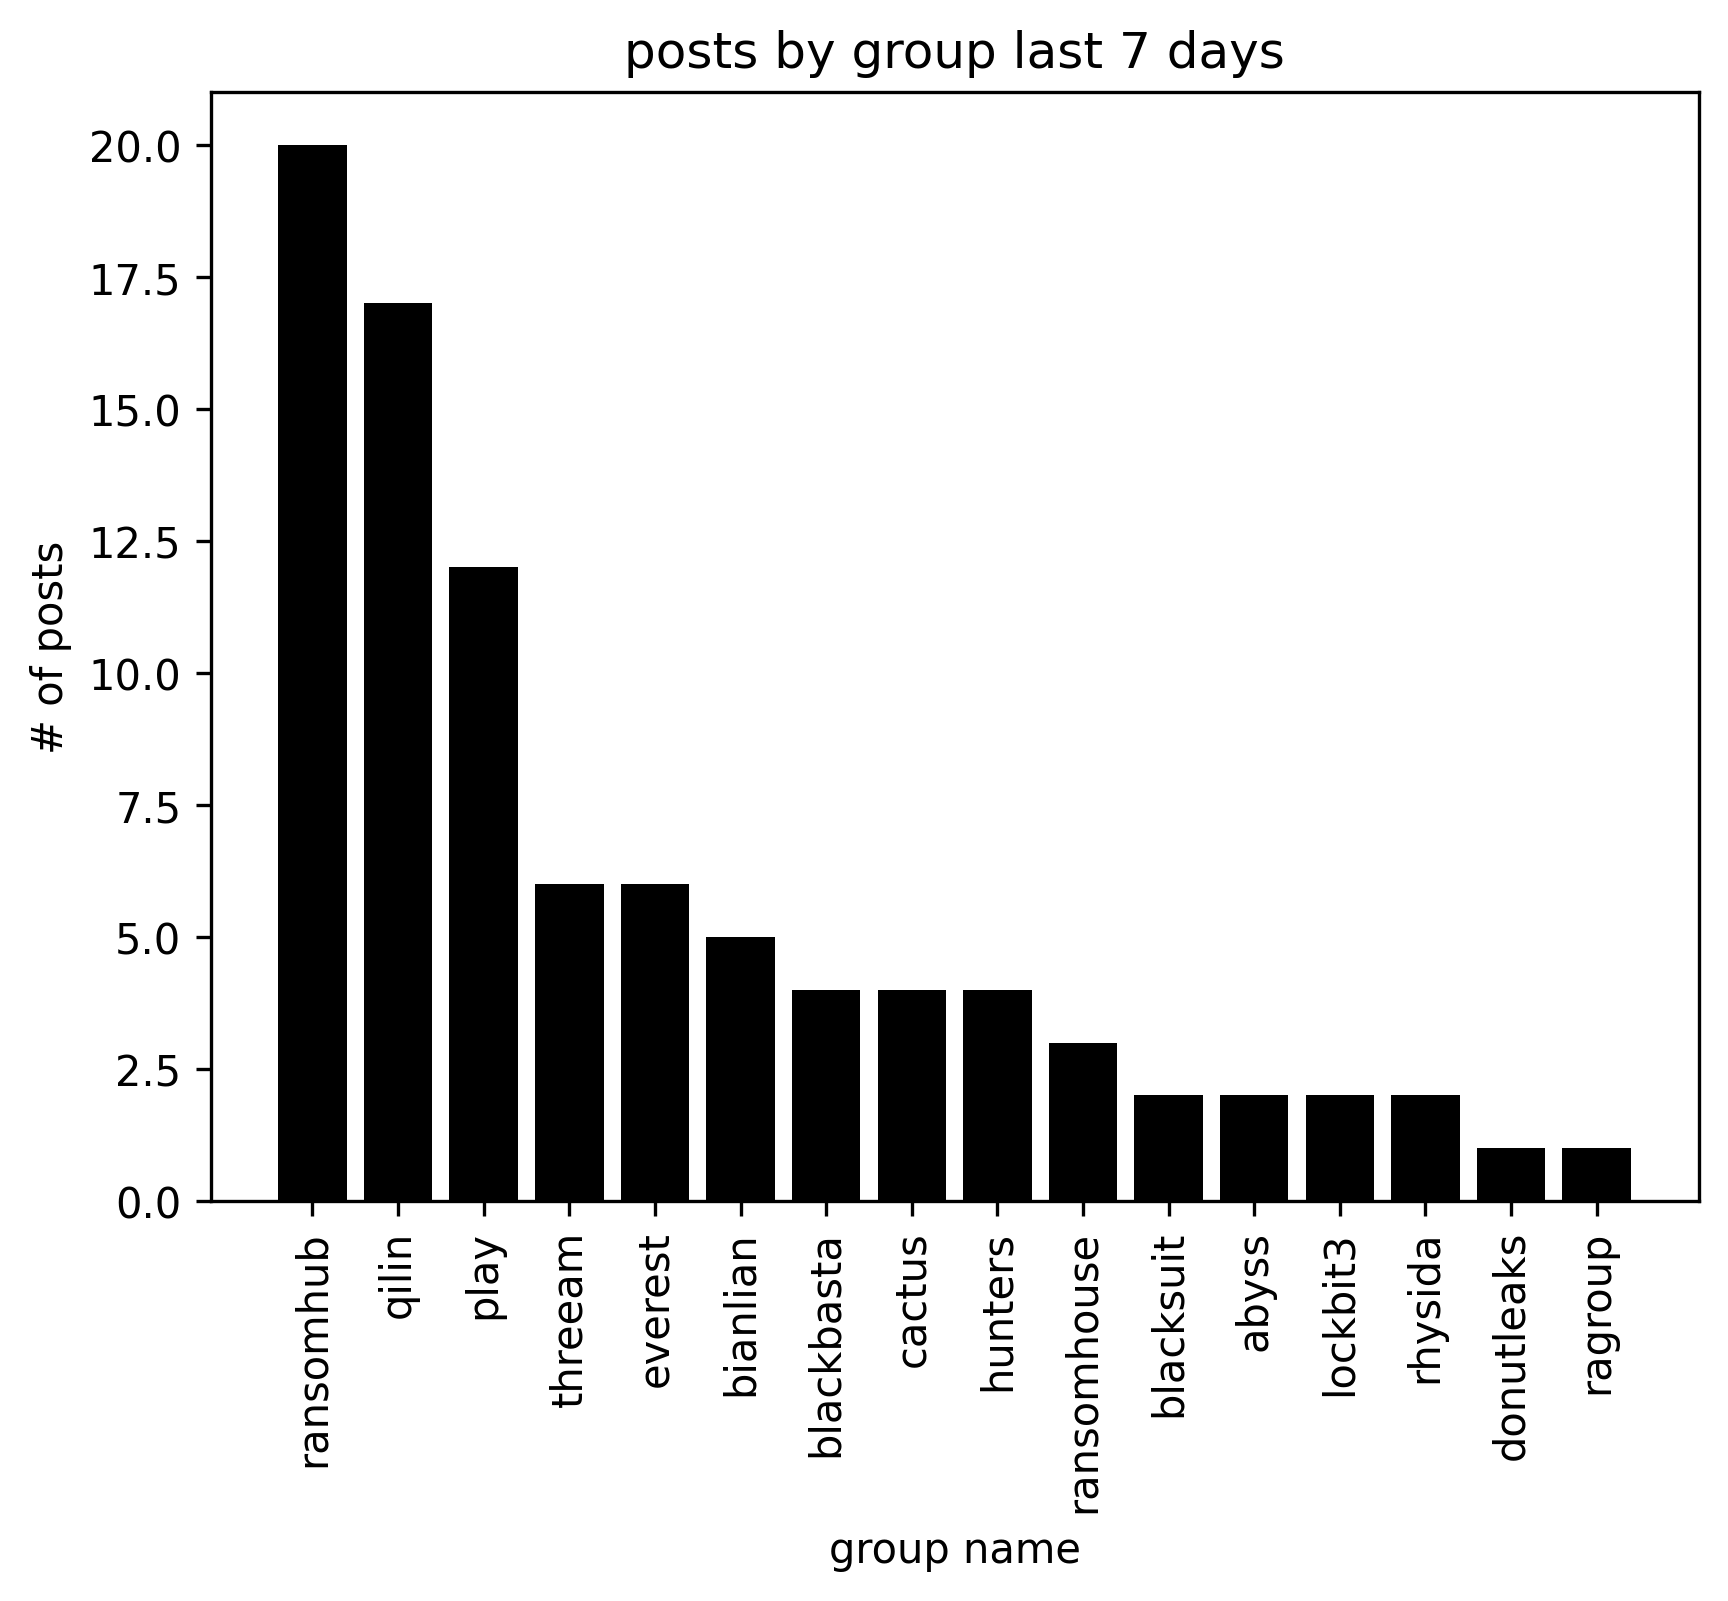 posts by group last 7 days
# of posts
20.0
17.5
15.0
12.5
10.0
7.5
5.0
2.5
0.0
ransomhub
qilin
play
threeam
everest
bianlian
blackbasta
cactus
hunters
ransomhouse
blacksuit
abyss
lockbit3
rhysida
donutleaks
ragroup
group name